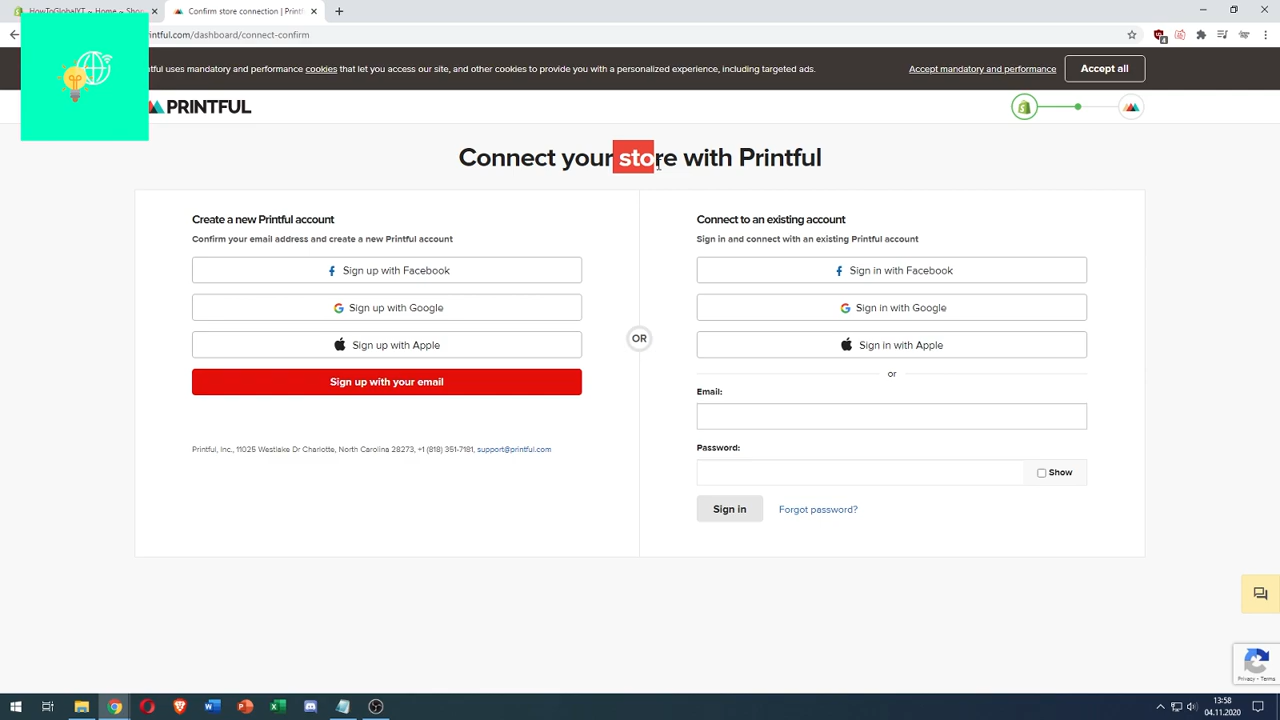 HowToGlobalYT ~ Home ~ Sho
Confirm store connection | Printf
ntful.com/dashboard/connect-confirm
ntful uses mandatory and performance cookies that let you access our site, and other cookies to provide you with a personalized experience, including targeted ads.
Accept mandatory and performance
Accept all
PRINTFUL
Connect your store with Printful
Create a new Printful account
Confirm your email address and create a new Printful account
Sign up with Facebook
Sign up with Google
Sign up with Apple
Sign up with your email
Printful, Inc., 11025 Westlake Dr Charlotte, North Carolina 28273, +1 (818) 351-7181, support@printful.com
OR
Connect to an existing account
Sign in and connect with an existing Printful account
Sign in with Facebook
Sign in with Google
Sign in with Apple
or
Email:
Password:
Show
Sign in
Forgot password?
Privacy - Terms
13:58
04.11.2020